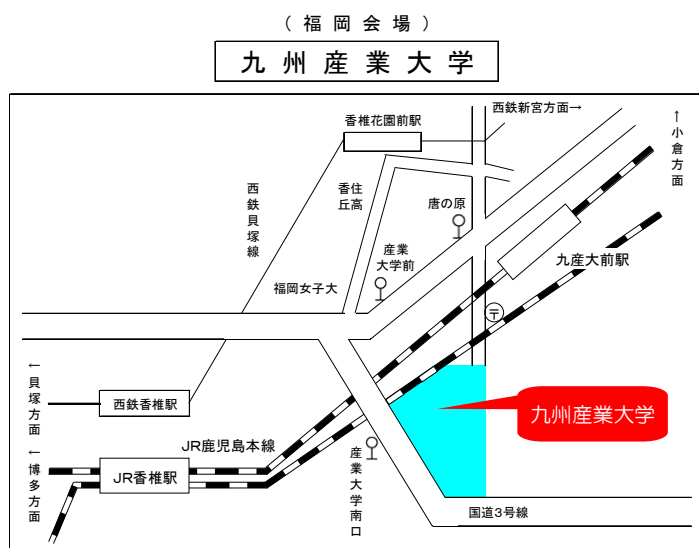 (福岡会場)
九州産業大学
西鉄新宮方面→
香椎花園前駅
↑小倉方面
西鉄貝塚線
香住
丘高
唐の原
産業
大学前
九産大前駅
福岡女子大
〒
←貝塚方面
西鉄香椎駅
九州産業大学
JR鹿児島本線
←博多方面
JR香椎駅
産業大学南口
国道3号線